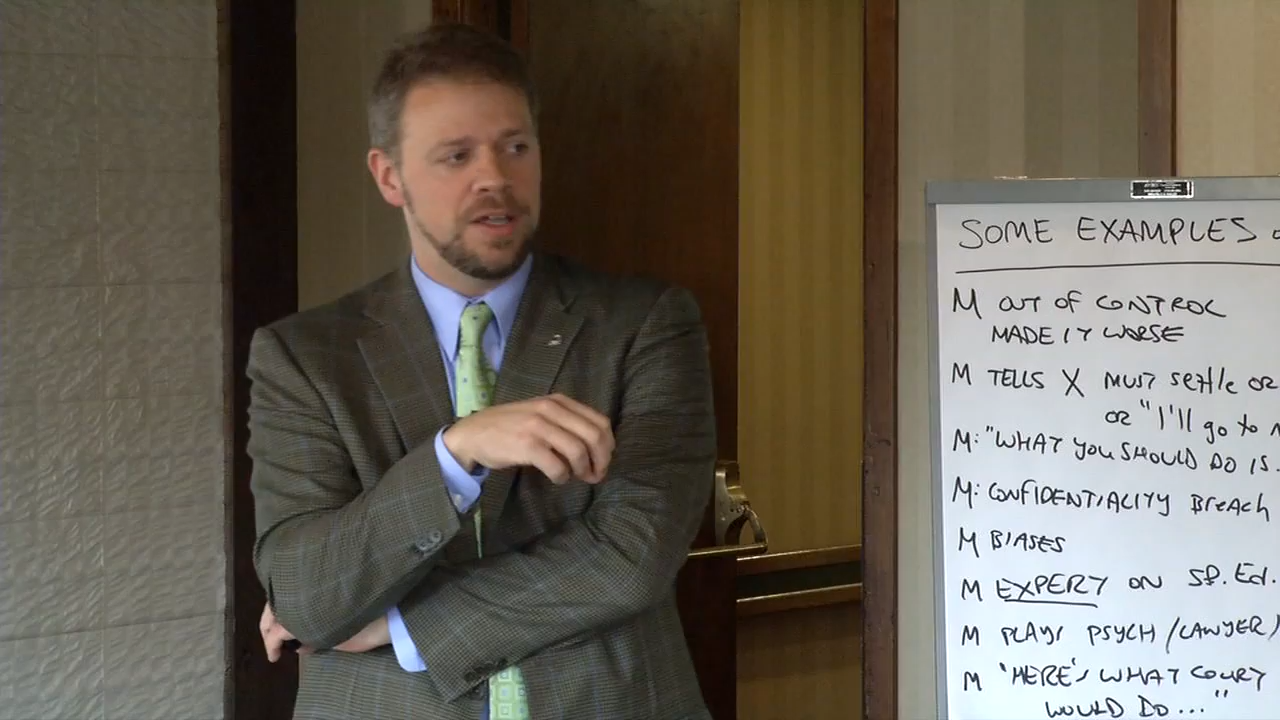 SOME EXAMPLES
M OUT OF CONTROL
MADE IT WORSE
M TELLS X MUST SETTLE OR
OR "I'll go to
M: "WHAT YOU SHOULD DO IS
M: CONFIDENTIALITY BREACH
M BIASES
M EXPERT ON SP. Ed.
M PLAYS PSYCH/LAWYER/
M 'HERE'S WHAT COURT
WOULD DO..."